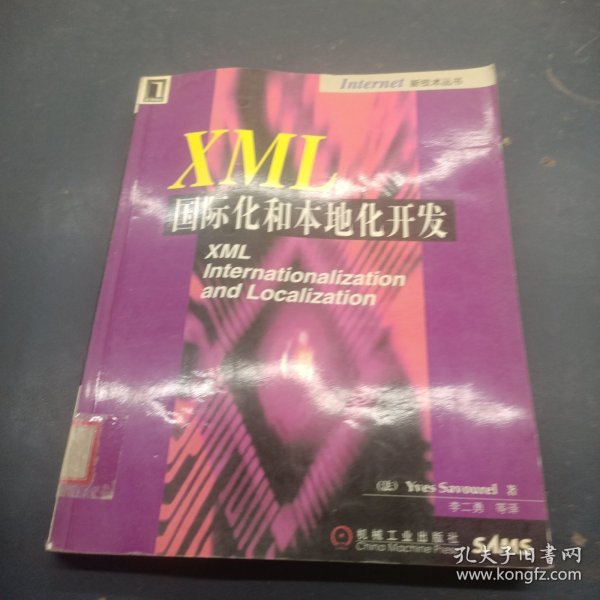 Internet 新技术丛书
XML
国际化和本地化开发
XML
Internationalization
and Localization
(法) Yves Savourel 著
李二勇 等译
机械工业出版社
China Machine Press
SAMS
孔夫子旧书网
www.kongfz.com